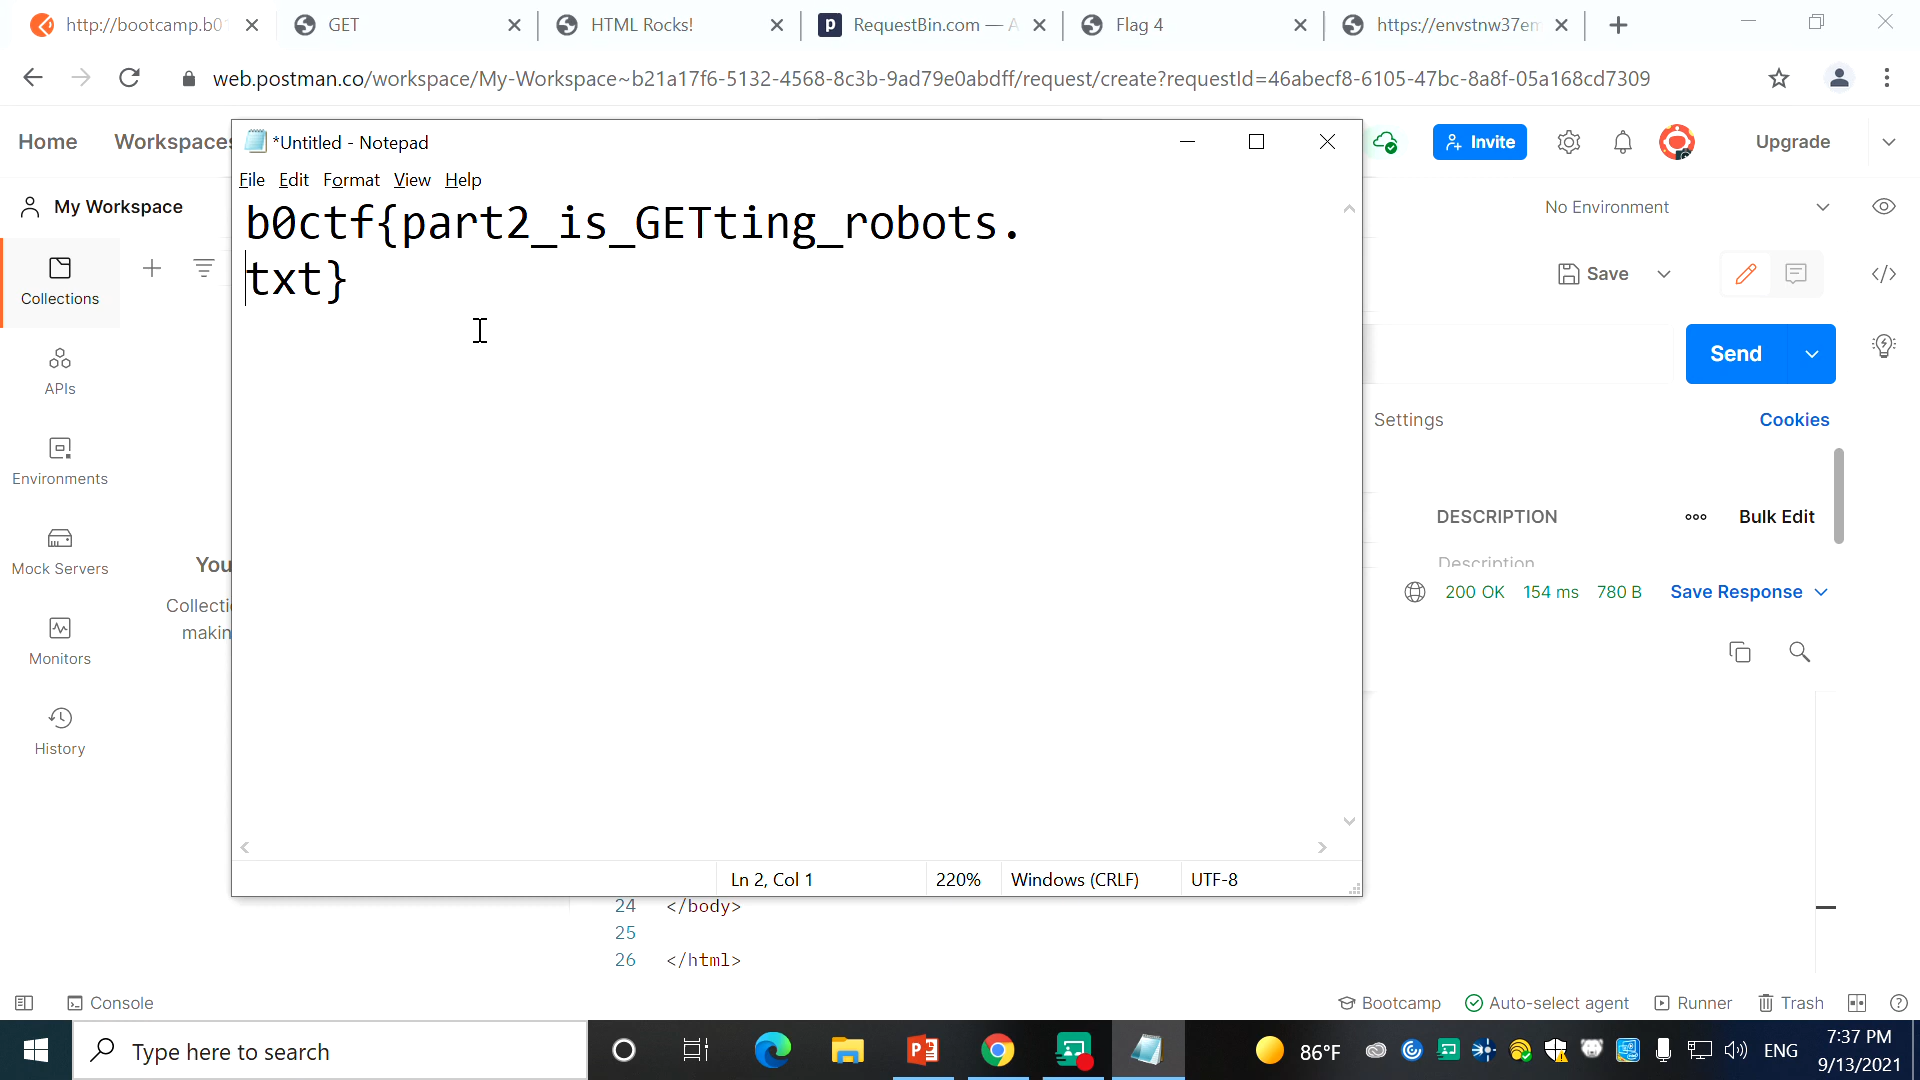 http://bootcamp.b0
GET
HTML Rocks!
RequestBin.com — A
Flag 4
https://envstnw37em
web.postman.co/workspace/My-Workspace~b21a17f6-5132-4568-8c3b-9ad79e0abdff/request/create?requestId=46abecf8-6105-47bc-8a8f-05a168cd7309
Home
Workspaces
*Untitled - Notepad
Invite
Upgrade
File Edit Format View Help
My Workspace
No Environment
b0ctf{part2_is_GETting_robots.
txt}
Collections
Save
</>
APIs
Send
Settings
Cookies
Environments
DESCRIPTION
Bulk Edit
Description
Mock Servers
You
200 OK 154 ms 780 B Save Response
Collecti
makin
Monitors
History
Ln 2, Col 1
220%
Windows (CRLF)
UTF-8
24 </body>
25
26 </html>
Console
Bootcamp
Auto-select agent
Runner
Trash
Type here to search
86°F
ENG
7:37 PM
9/13/2021